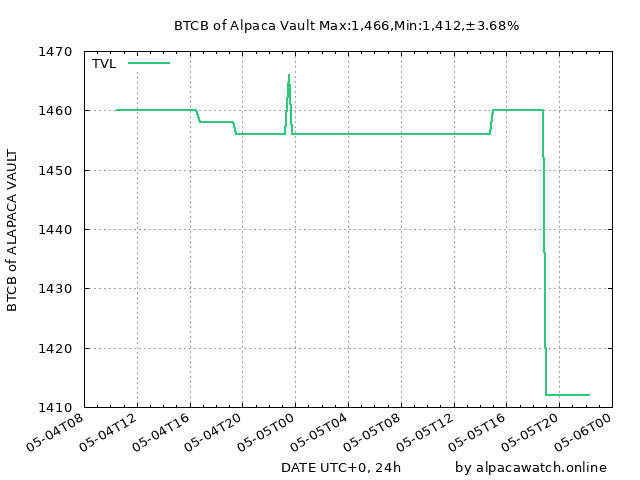 BTCB of Alpaca Vault Max:1,466,Min:1,412,±3.68%
TVL
1470
1460
1450
1440
1430
1420
1410
BTCB of ALAPACA VAULT
05-04T08
05-04T12
05-04T16
05-04T20
05-05T00
05-05T04
05-05T08
05-05T12
05-05T16
05-05T20
05-06T00
DATE UTC+0, 24h
by alpacawatch.online